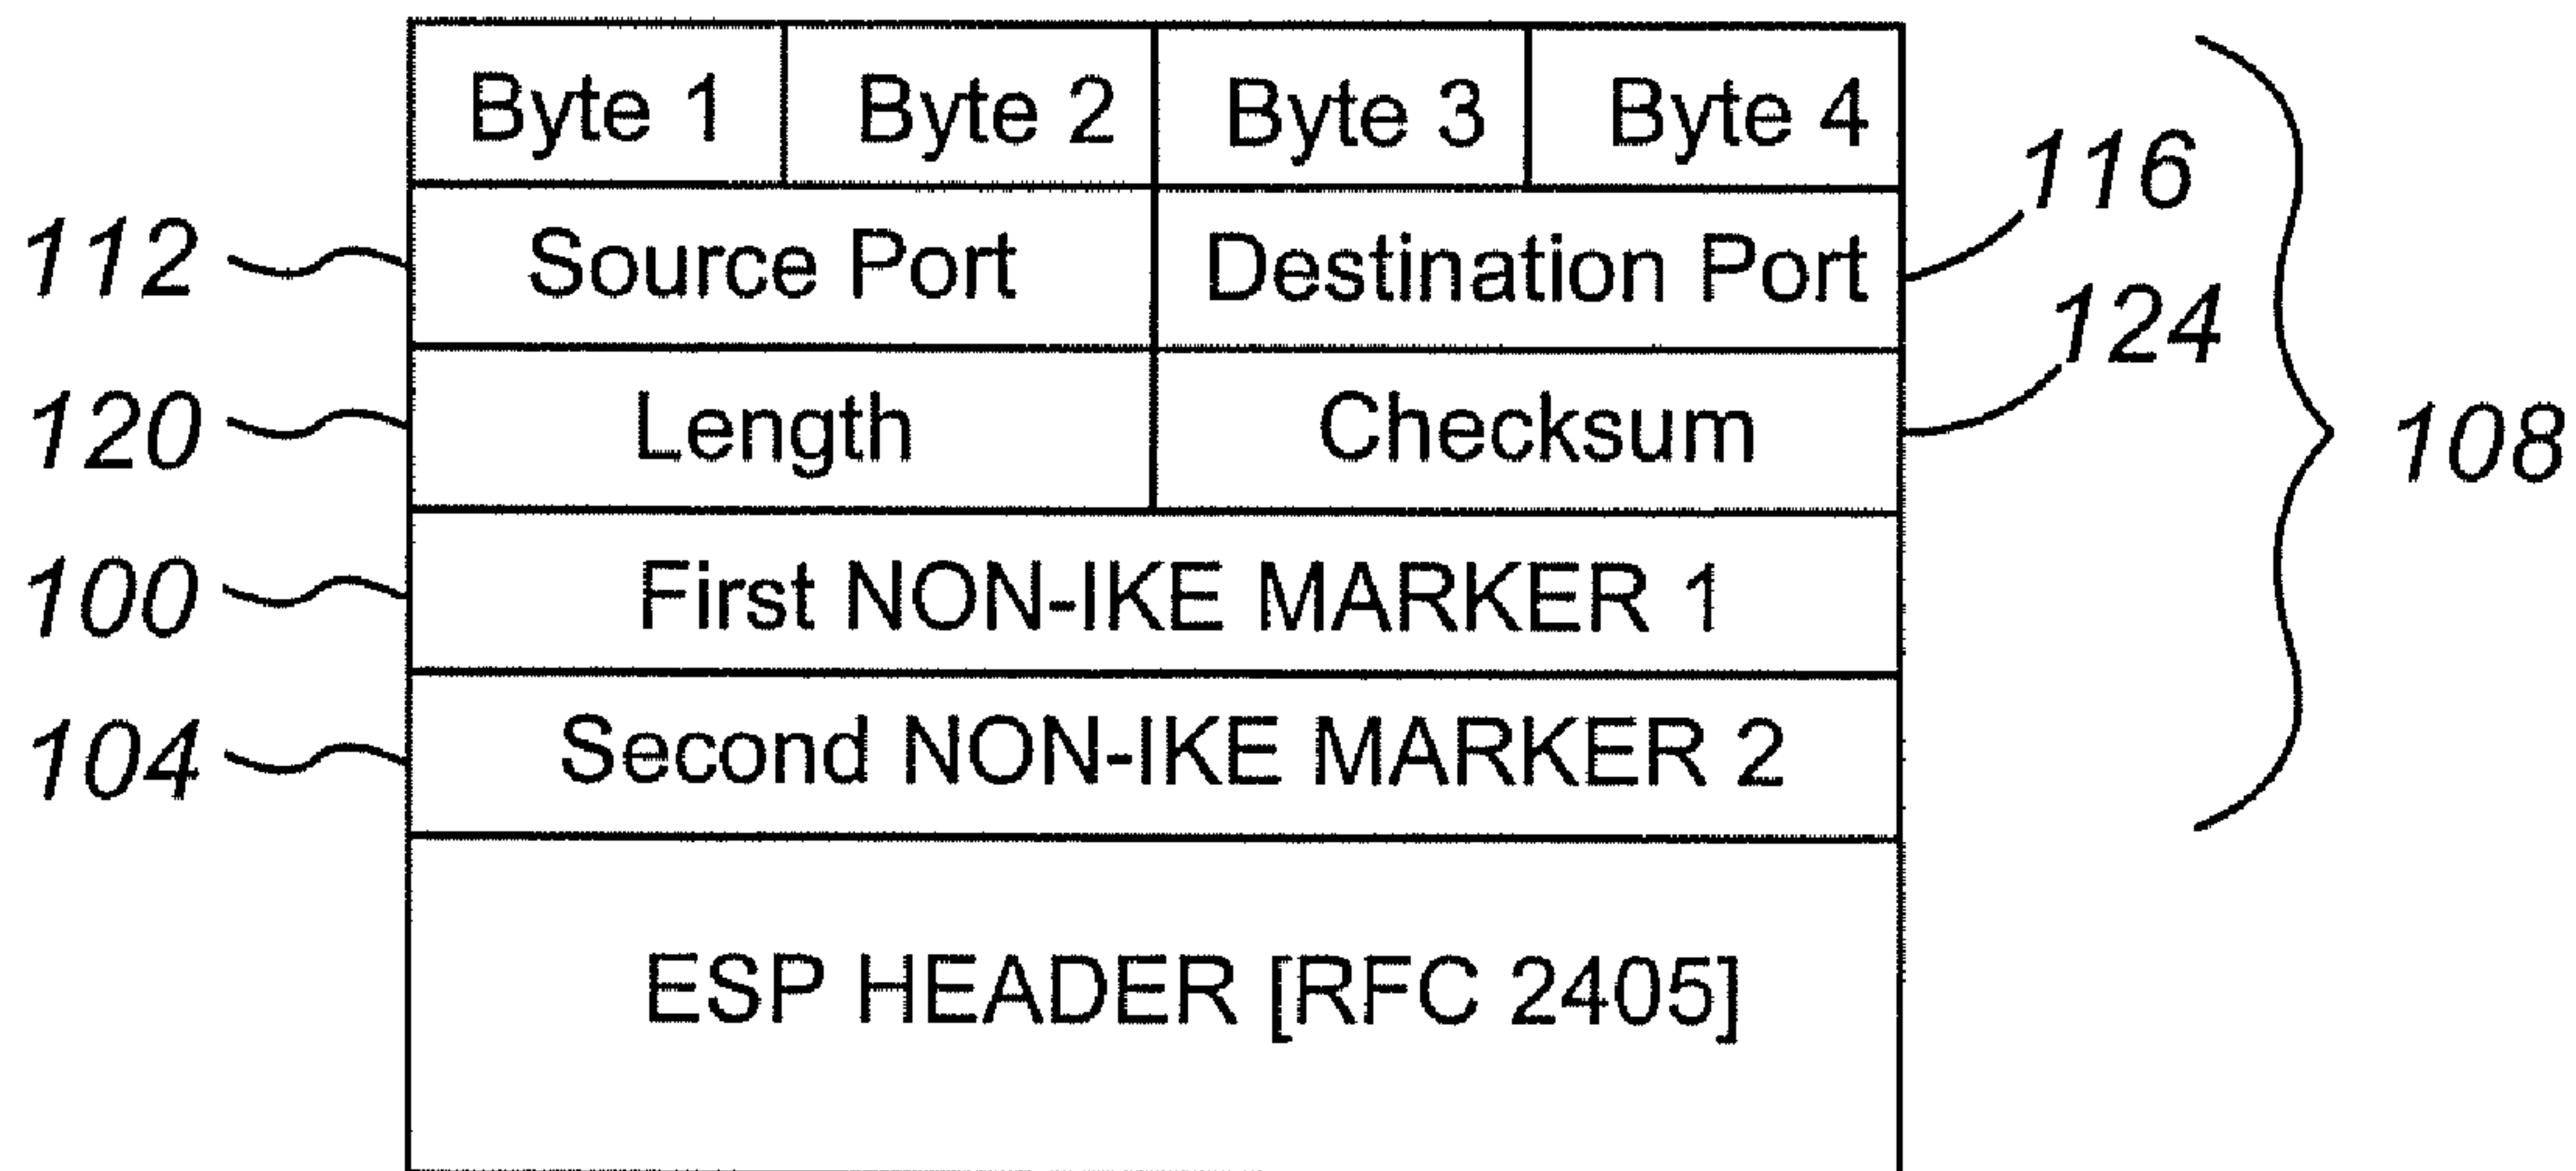 Byte 1 Byte 2 Byte 3 Byte 4
116
112 Source Port Destination Port
124
120 Length Checksum
108
100 First NON-IKE MARKER 1
104 Second NON-IKE MARKER 2
ESP HEADER [RFC 2405]